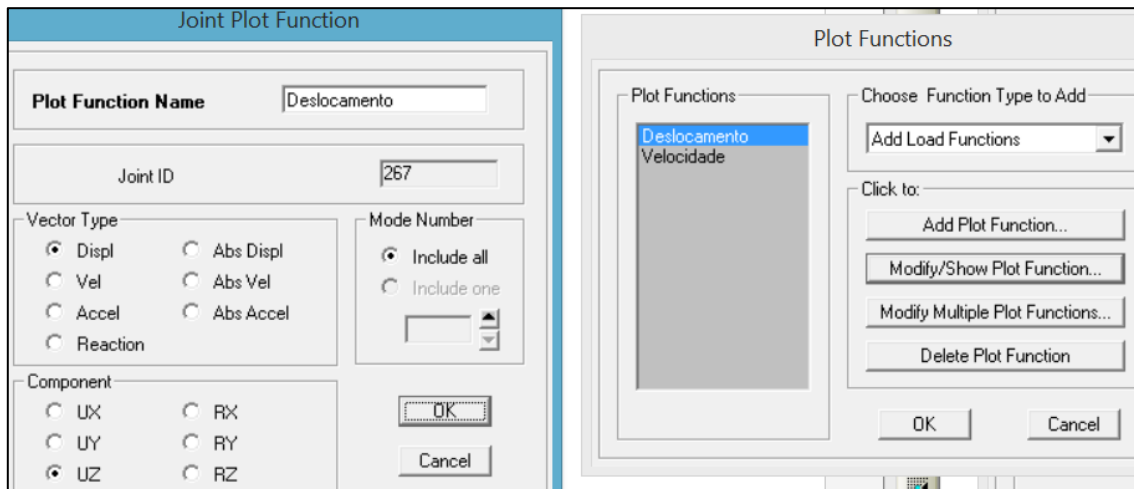 Joint Plot Function
Plot Function Name
Deslocamento
Joint ID
267
Vector Type
Displ
Abs Displ
Vel
Abs Vel
Accel
Abs Accel
Reaction
Mode Number
Include all
Include one
Component
UX
RX
UY
RY
UZ
RZ
OK
Cancel
Plot Functions
Plot Functions
Deslocamento
Velocidade
Choose Function Type to Add
Add Load Functions
Click to:
Add Plot Function...
Modify/Show Plot Function...
Modify Multiple Plot Functions...
Delete Plot Function
OK
Cancel